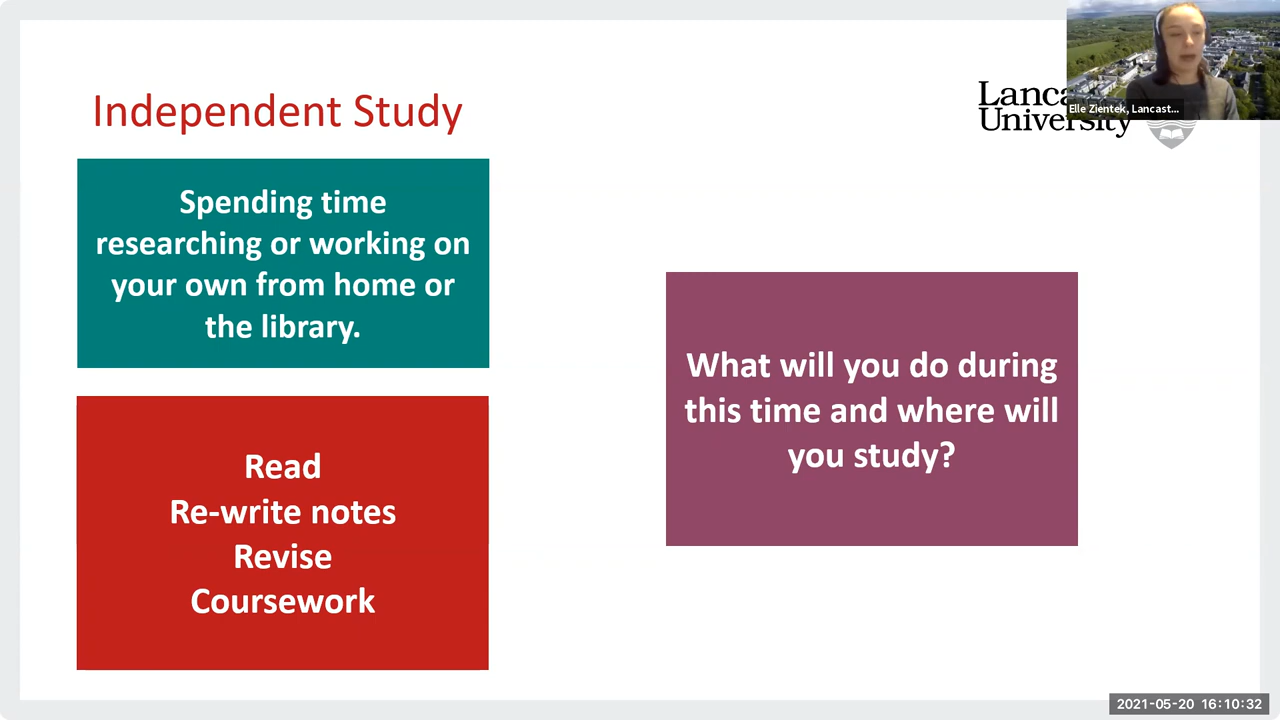 Independent Study
Lanca
University
Elle Zientek, Lancast...
Spending time
researching or working on
your own from home or
the library.
What will you do during
this time and where will
you study?
Read
Re-write notes
Revise
Coursework
2021-05-20 16:10:32